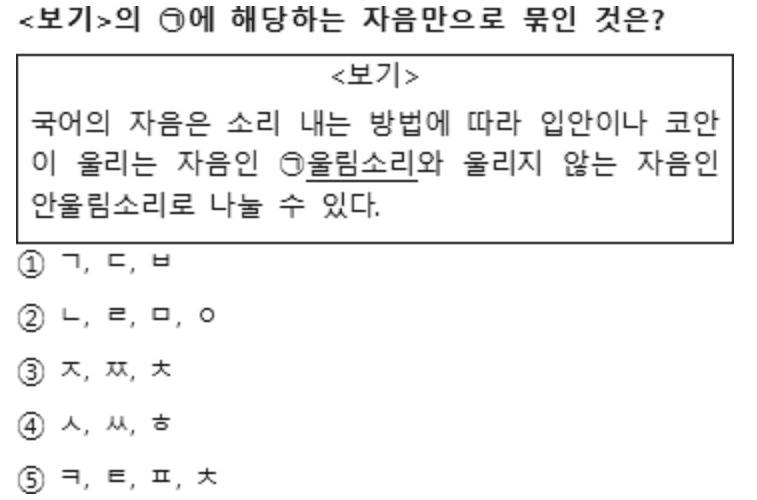 <보기>의 ㉠에 해당하는 자음만으로 묶인 것은?
<보기>
국어의 자음은 소리 내는 방법에 따라 입안이나 코안
이 울리는 자음인 ㉠울림소리와 울리지 않는 자음인
안울림소리로 나눌 수 있다.
① ㄱ, ㄷ, ㅂ
② ㄴ, ㄹ, ㅁ, ㅇ
③ ㅈ, ㅉ, ㅊ
④ ㅅ, ㅆ, ㅎ
⑤ ㅋ, ㅌ, ㅍ, ㅊ